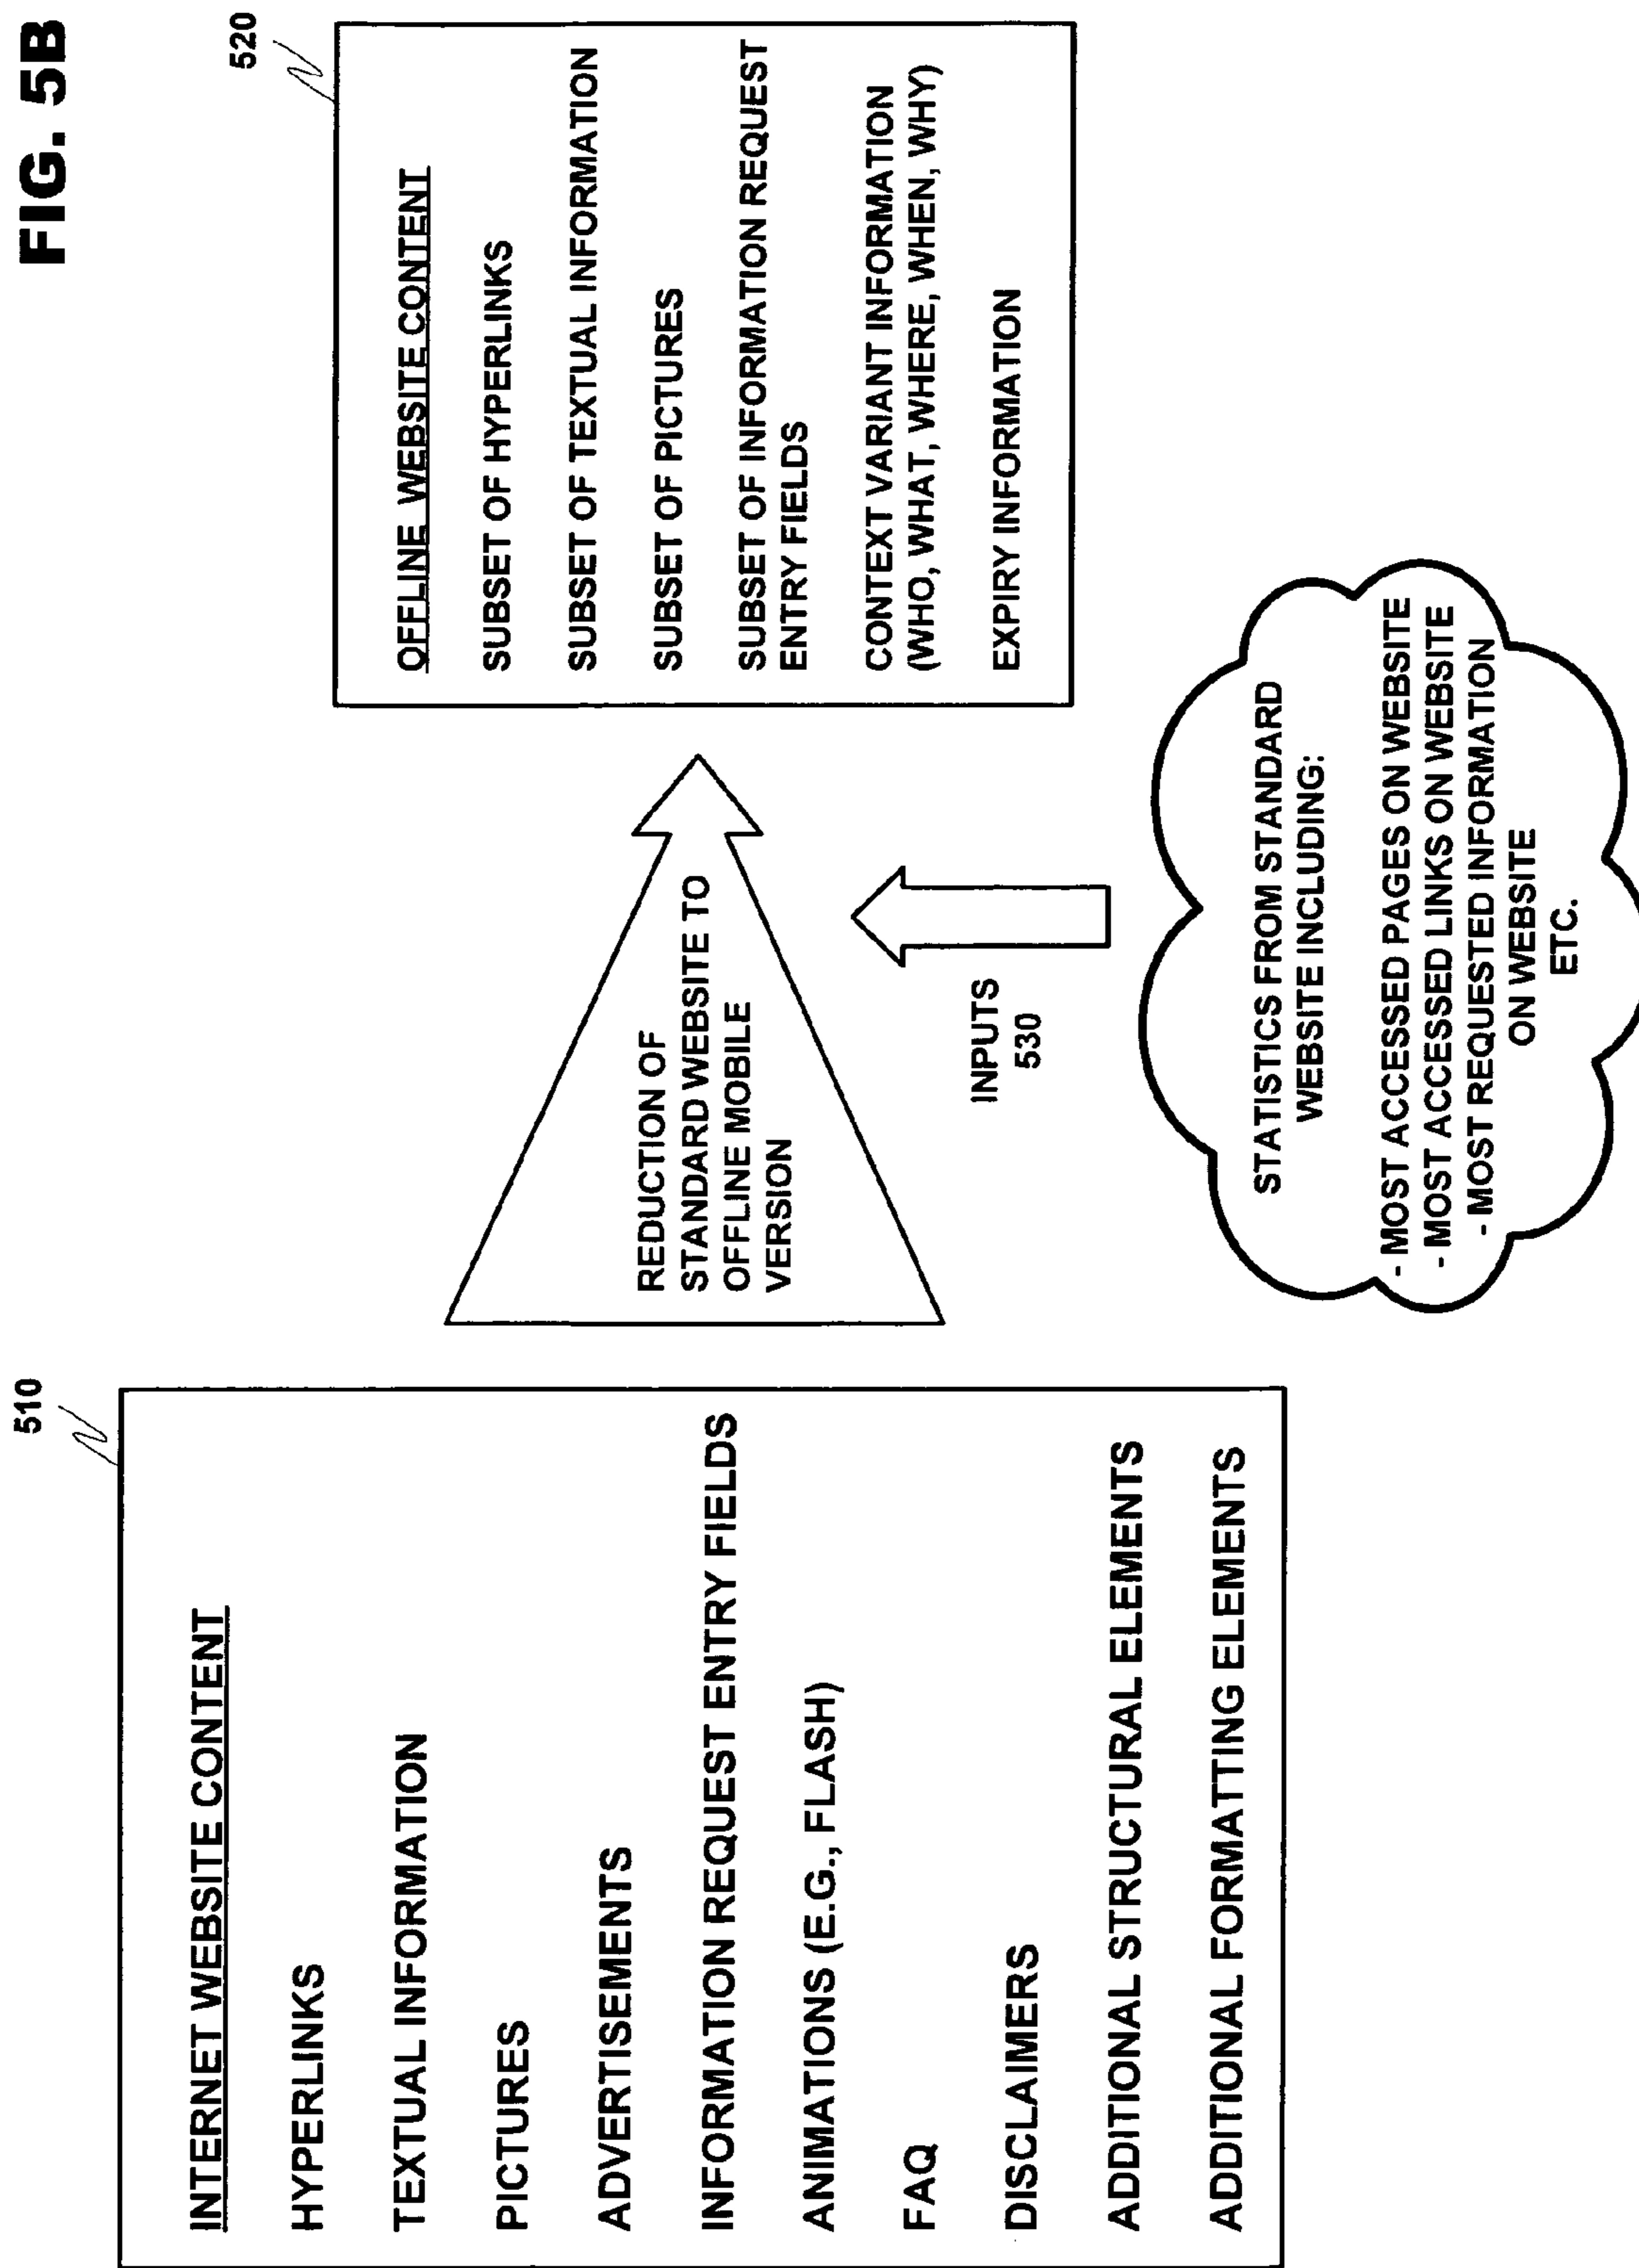 FIG. 5B
510
INTERNET WEBSITE CONTENT
HYPERLINKS
TEXTUAL INFORMATION
PICTURES
ADVERTISEMENTS
INFORMATION REQUEST ENTRY FIELDS
ANIMATIONS (E.G., FLASH)
FAQ
DISCLAIMERS
ADDITIONAL STRUCTURAL ELEMENTS
ADDITIONAL FORMATTING ELEMENTS
REDUCTION OF
STANDARD WEBSITE TO
OFFLINE MOBILE
VERSION
INPUTS
530
STATISTICS FROM STANDARD
WEBSITE INCLUDING:
- MOST ACCESSED PAGES ON WEBSITE
- MOST ACCESSED LINKS ON WEBSITE
- MOST REQUESTED INFORMATION
ON WEBSITE
ETC.
520
OFFLINE WEBSITE CONTENT
SUBSET OF HYPERLINKS
SUBSET OF TEXTUAL INFORMATION
SUBSET OF PICTURES
SUBSET OF INFORMATION REQUEST
ENTRY FIELDS
CONTEXT VARIANT INFORMATION
(WHO, WHAT, WHERE, WHEN, WHY)
EXPIRY INFORMATION